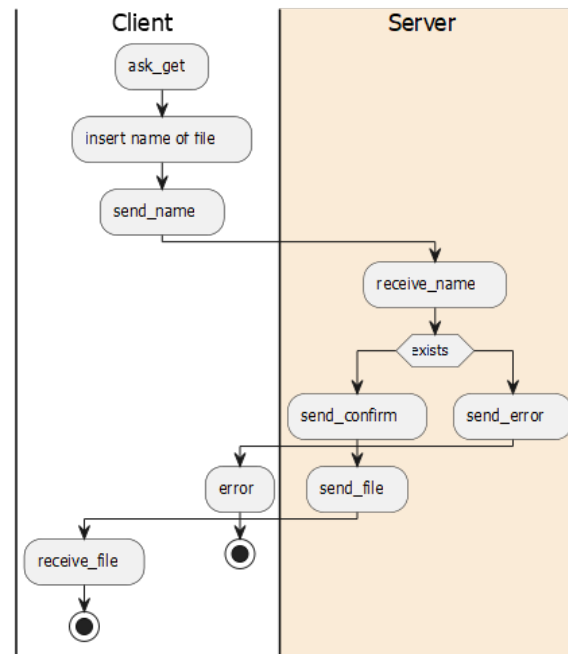 Client
Server
ask_get
insert name of file
send_name
receive_name
exists
send_confirm
send_error
error
send_file
receive_file